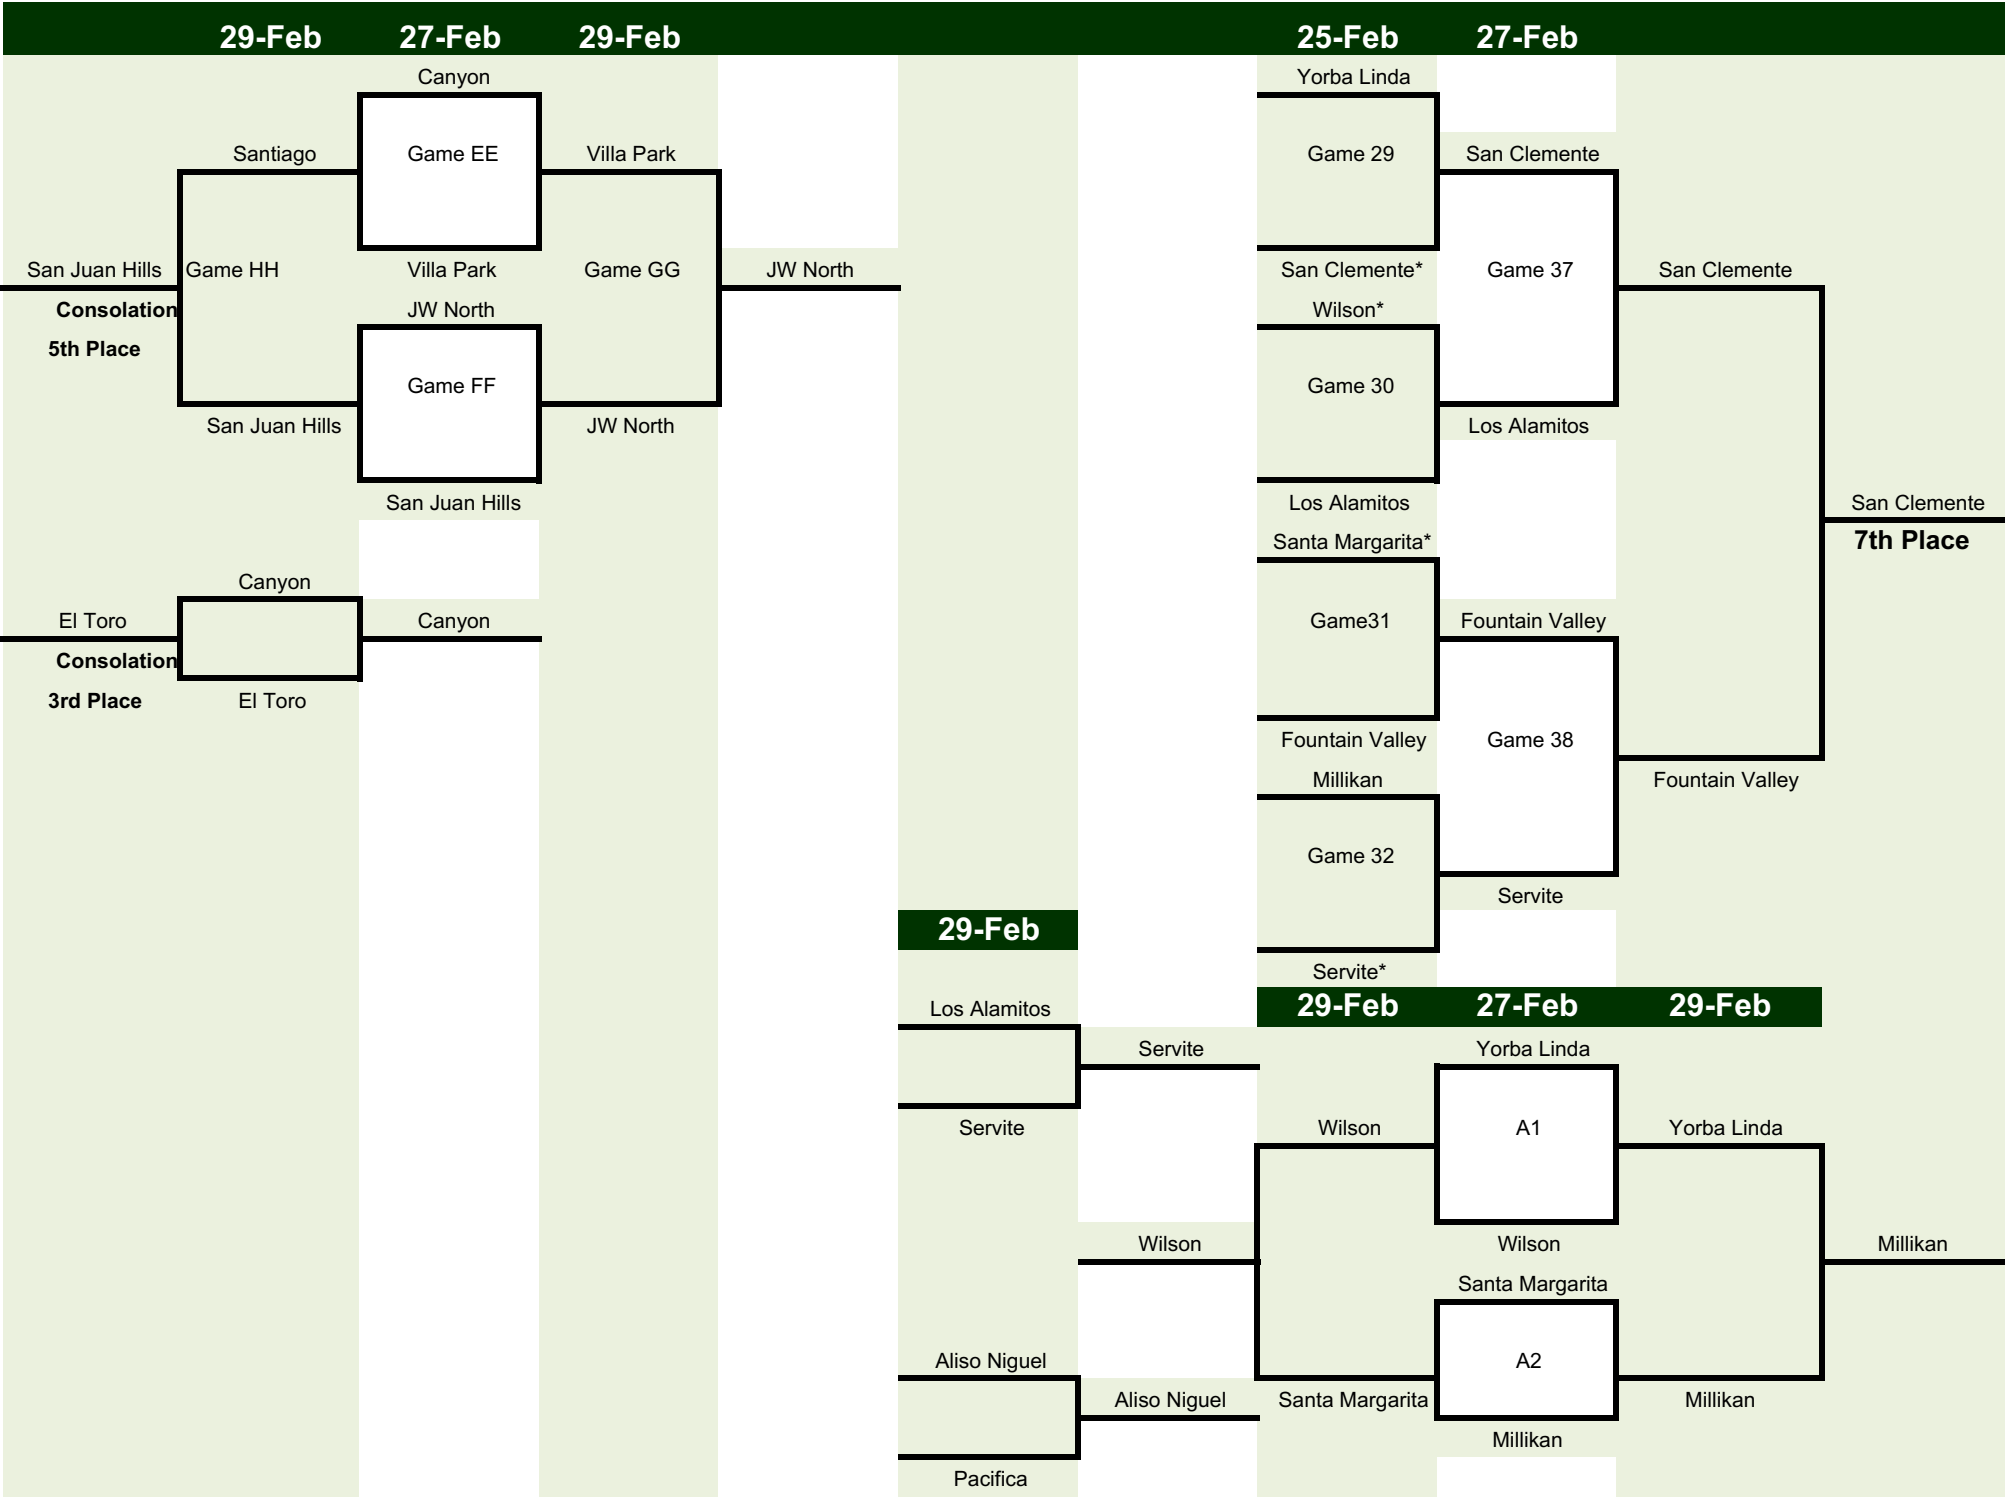 29-Feb 27-Feb 29-Feb 25-Feb 27-Feb
Canyon Yorba Linda
Santiago Game EE Villa Park Game 29 San Clemente
San Juan Hills Game HH Villa Park Game GG JW North San Clemente* Game 37 San Clemente
Consolation JW North Wilson*
5th Place
Game FF Game 30
San Juan Hills JW North Los Alamitos
San Juan Hills Los Alamitos San Clemente
Santa Margarita* 7th Place
Canyon
El Toro Canyon Game31 Fountain Valley
Consolation
3rd Place El Toro
Fountain Valley Game 38
Millikan Fountain Valley
Game 32
Servite
29-Feb
Servite*
Los Alamitos 29-Feb 27-Feb 29-Feb
Servite Yorba Linda
Servite Wilson A1 Yorba Linda
Wilson Wilson Millikan
Santa Margarita
Aliso Niguel A2
Aliso Niguel Santa Margarita Millikan
Millikan
Pacifica